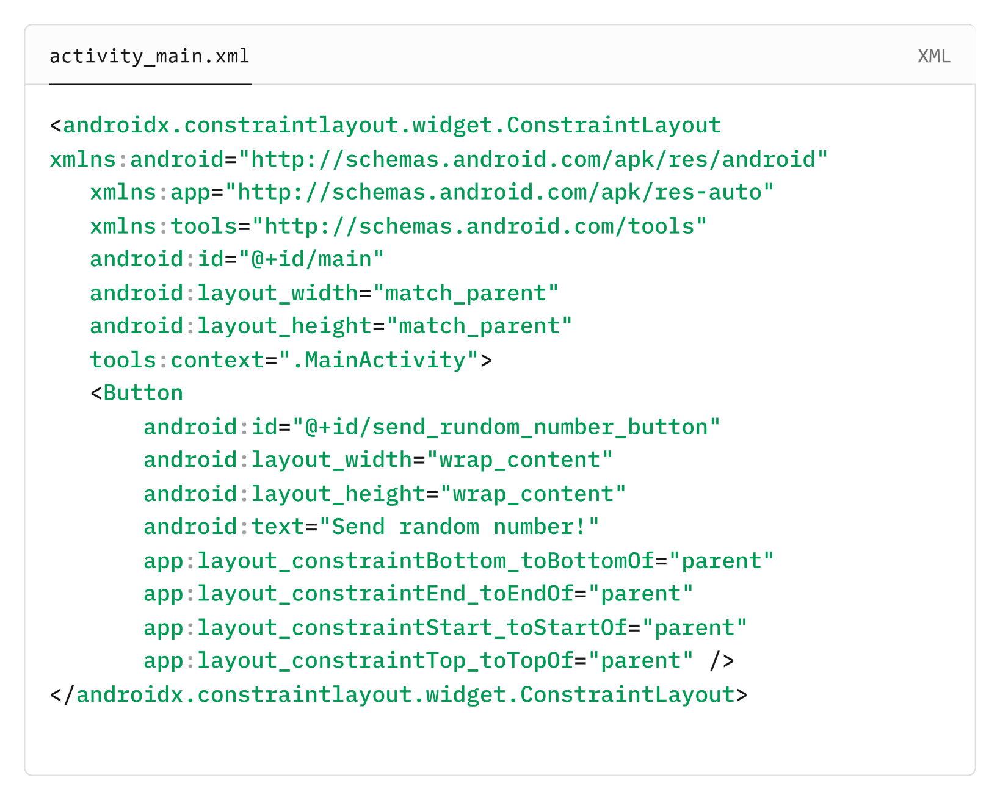 activity_main.xml
XML
<androidx.constraintlayout.widget.ConstraintLayout
xmlns:android="http://schemas.android.com/apk/res/android"
   xmlns:app="http://schemas.android.com/apk/res-auto"
   xmlns:tools="http://schemas.android.com/tools"
   android:id="@+id/main"
   android:layout_width="match_parent"
   android:layout_height="match_parent"
   tools:context=".MainActivity">
   <Button
       android:id="@+id/send_rundom_number_button"
       android:layout_width="wrap_content"
       android:layout_height="wrap_content"
       android:text="Send random number!"
       app:layout_constraintBottom_toBottomOf="parent"
       app:layout_constraintEnd_toEndOf="parent"
       app:layout_constraintStart_toStartOf="parent"
       app:layout_constraintTop_toTopOf="parent" />
</androidx.constraintlayout.widget.ConstraintLayout>